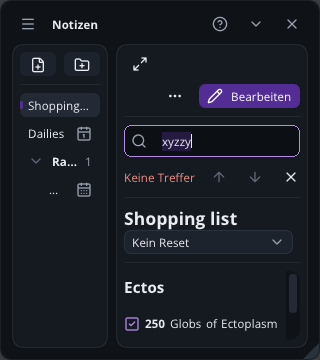 Notizen
Bearbeiten
Shopping...
Dailies
Ra... 1
...
xyzzy
Keine Treffer
Shopping list
Kein Reset
Ectos
250 Globs of Ectoplasm